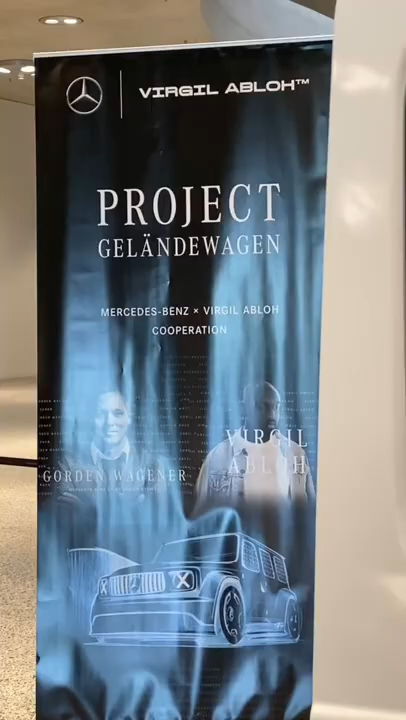 VIRGIL ABLOH™
PROJECT
GELÄNDEWAGEN
MERCEDES-BENZ × VIRGIL ABLOH
COOPERATION
GORDEN WAGENER
VIRGIL
ABLOH